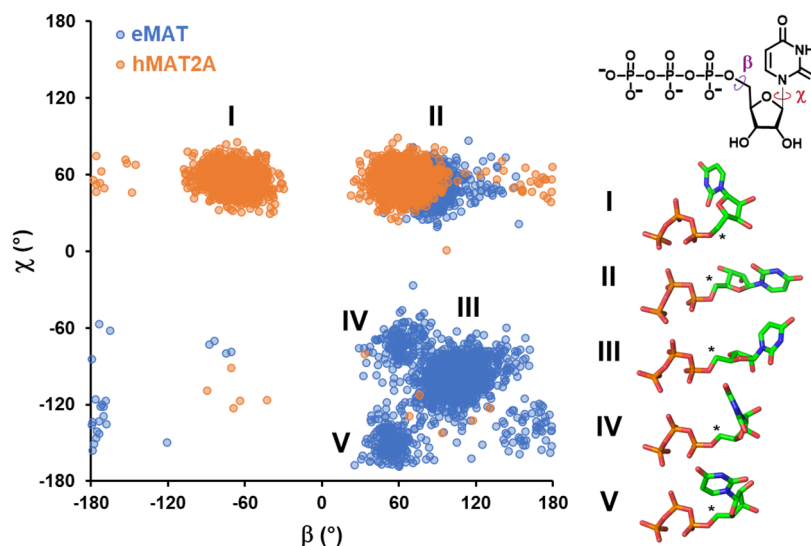 eMAT
hMAT2A
180
120
60
0
-60
-120
-180
χ (°)
I
II
III
IV
V
-180
-120
-60
0
60
120
180
β (°)
O
NH
N
O
β
χ
O O O
⁻O-P-O-P-O-P-O
O⁻ O⁻ O⁻
O
HO OH
I
*
II
*
III
*
IV
*
V
*